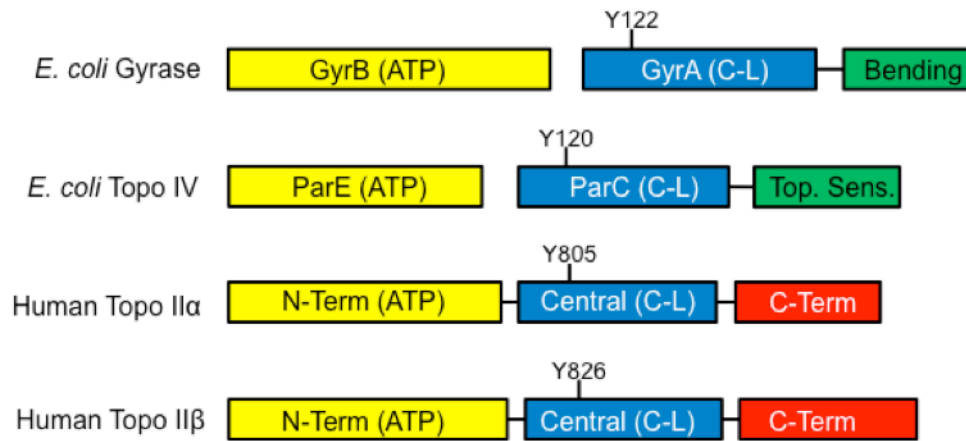 Y122
E. coli Gyrase GyrB (ATP) GyrA (C-L) Bending
Y120
E. coli Topo IV ParE (ATP) ParC (C-L) Top. Sens.
Y805
Human Topo IIα N-Term (ATP) Central (C-L) C-Term
Y826
Human Topo IIβ N-Term (ATP) Central (C-L) C-Term